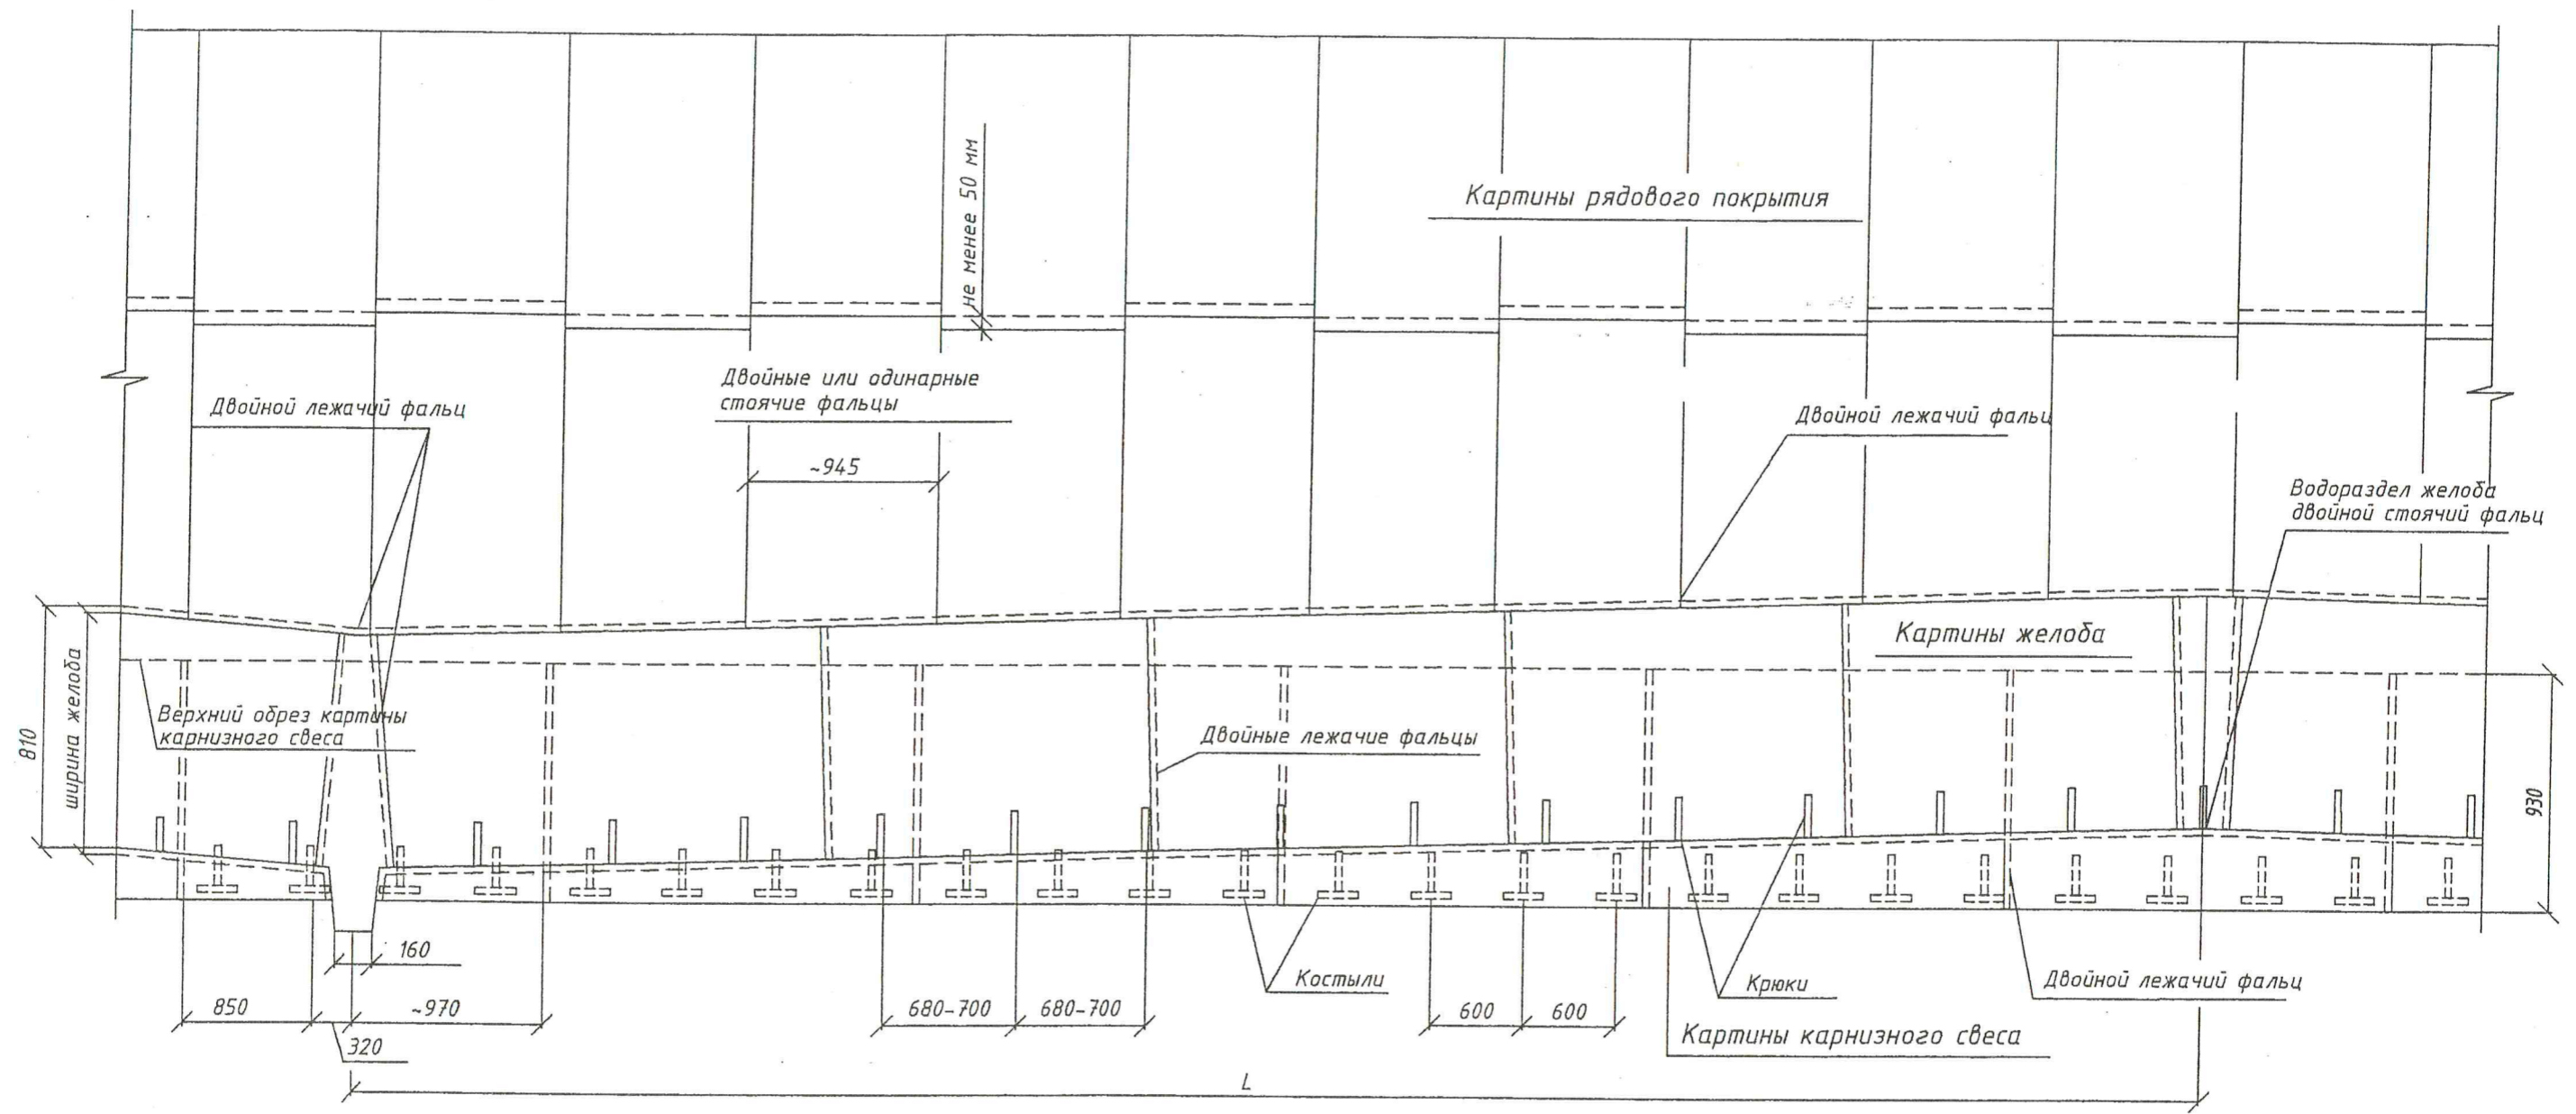 не менее 50 мм
Картины рядового покрытия
Двойные или одинарные
стоячие фальцы
Двойной лежачий фальц
Двойной лежачий фальц
~945
Водораздел желоба
двойной стоячий фальц
Картины желоба
810
ширина желоба
Верхний обрез картины
карнизного свеса
Двойные лежачие фальцы
930
160
850
~970
320
680-700
680-700
Костыли
600
600
Крюки
Двойной лежачий фальц
Картины карнизного свеса
L